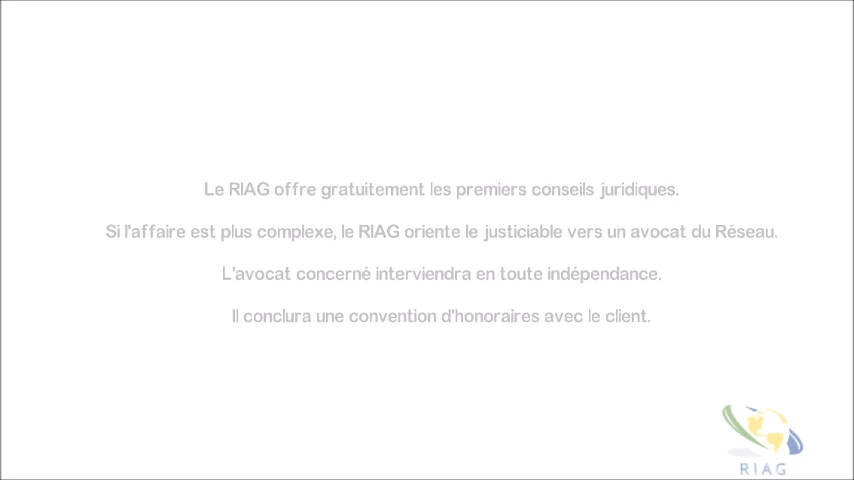 Le RIAG offre gratuitement les premiers conseils juridiques.
Si l'affaire est plus complexe, le RIAG oriente le justiciable vers un avocat du Réseau.
L'avocat concerné interviendra en toute indépendance.
Il conclura une convention d'honoraires avec le client.
RIAG